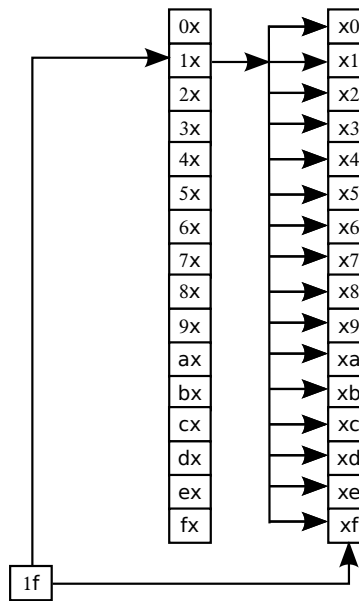 0x x0
1x x1
2x x2
3x x3
4x x4
5x x5
6x x6
7x x7
8x x8
9x x9
ax xa
bx xb
cx xc
dx xd
ex xe
fx xf
1f